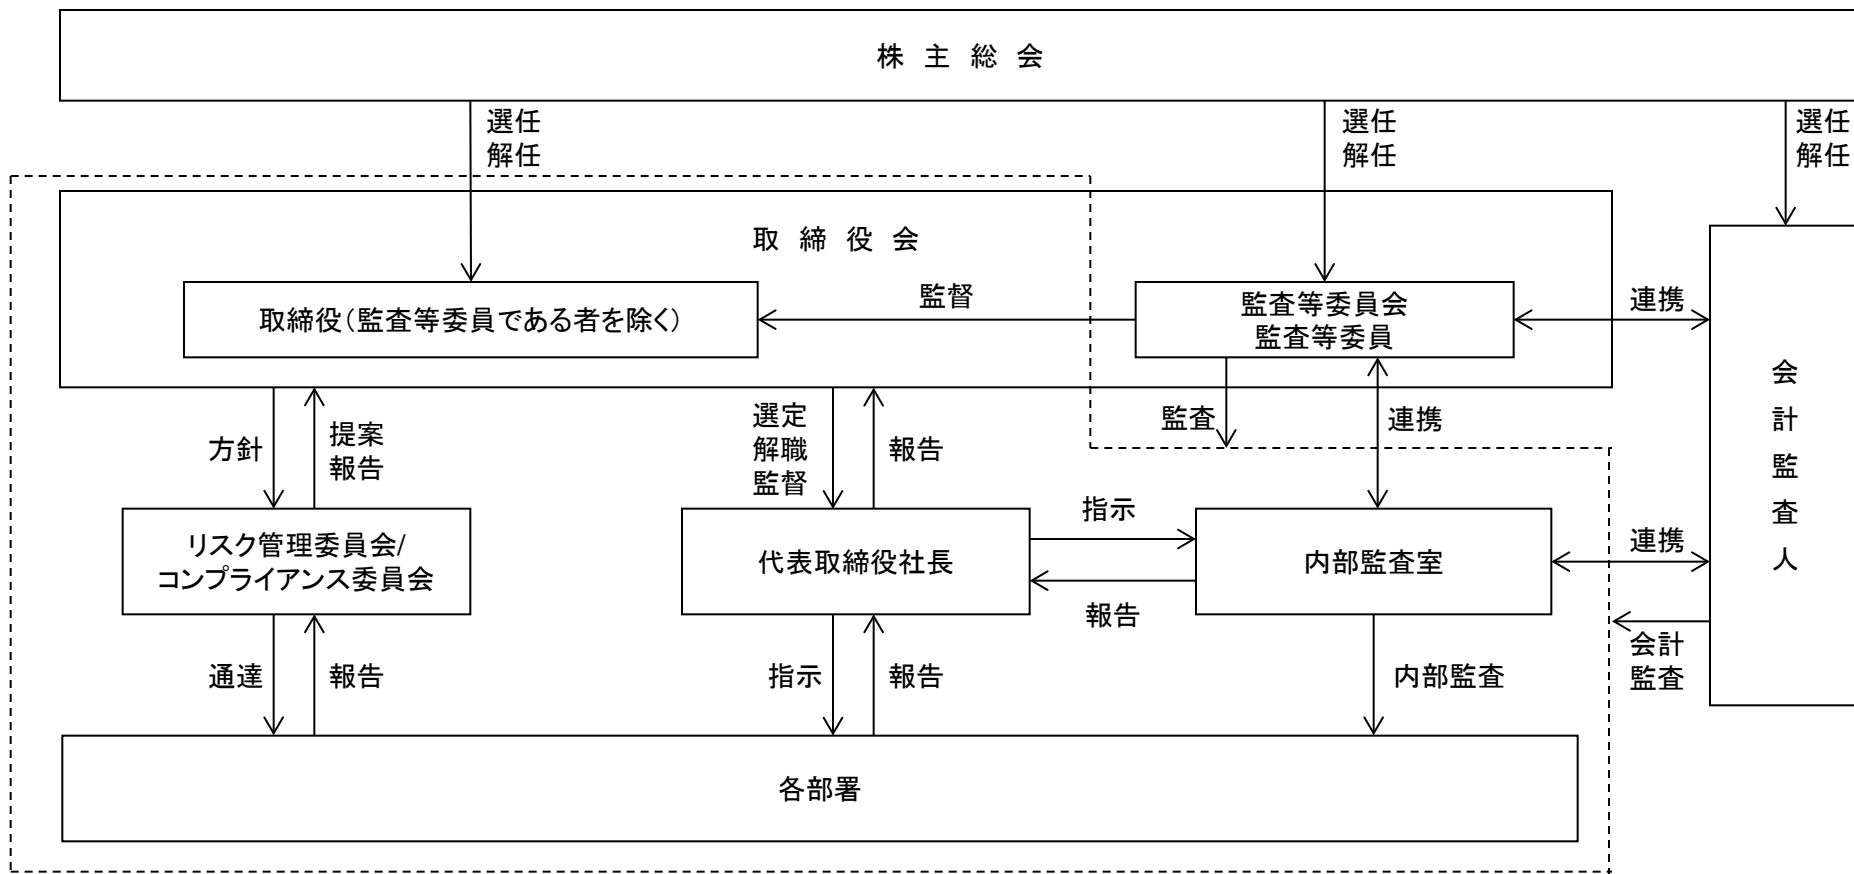 株 主 総 会
選任
解任
選任
解任
選任
解任
取 締 役 会
取締役（監査等委員である者を除く）
監督
監査等委員会
監査等委員
連携
会計監査人
方針
提案
報告
選定
解職
監督
報告
監査
連携
リスク管理委員会/
コンプライアンス委員会
代表取締役社長
指示
報告
内部監査室
連携
会計
監査
通達
報告
指示
報告
内部監査
各部署